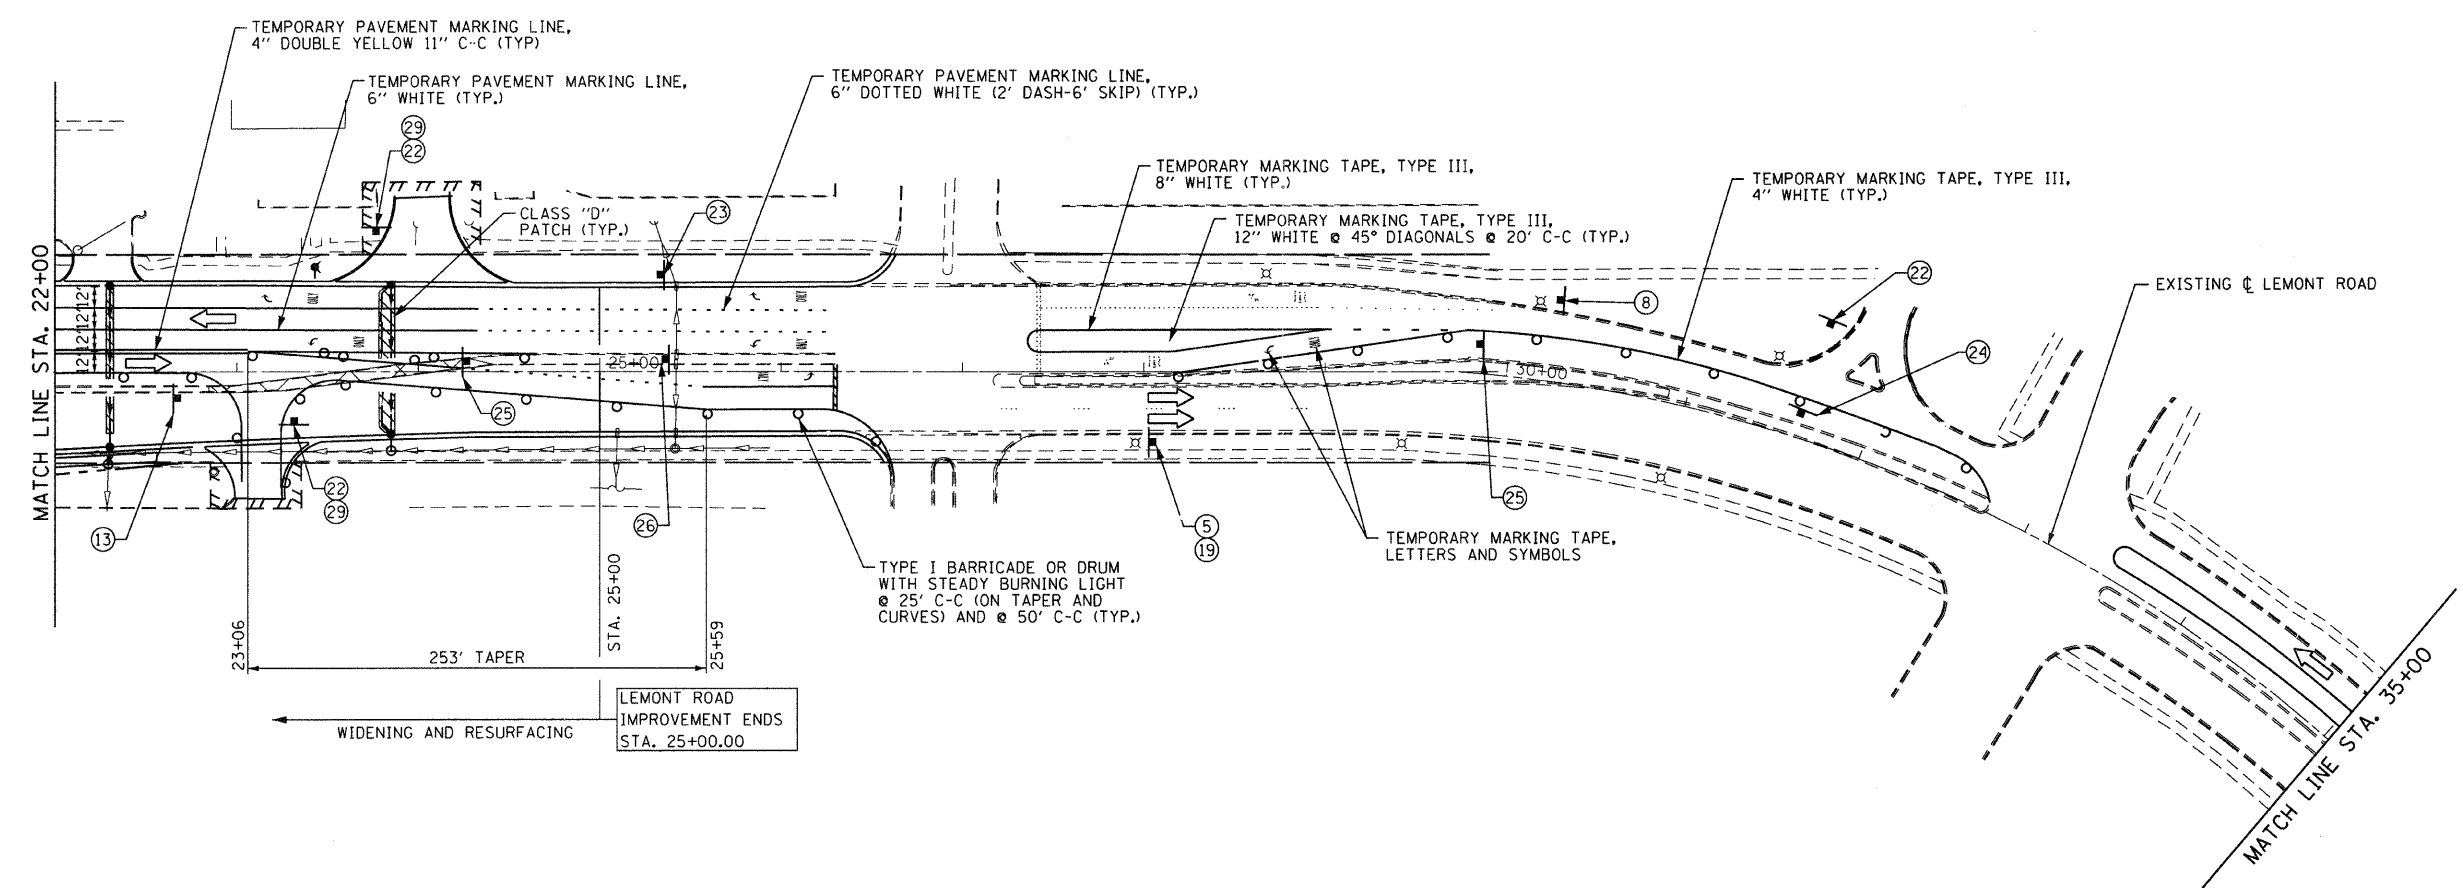 TEMPORARY PAVEMENT MARKING LINE,
4" DOUBLE YELLOW 11" C-C (TYP)
TEMPORARY PAVEMENT MARKING LINE,
6" WHITE (TYP.)
TEMPORARY PAVEMENT MARKING LINE,
6" DOTTED WHITE (2' DASH-6' SKIP) (TYP.)
29
22
CLASS "D"
PATCH (TYP.)
23
TEMPORARY MARKING TAPE, TYPE III,
8" WHITE (TYP.)
TEMPORARY MARKING TAPE, TYPE III,
12" WHITE @ 45° DIAGONALS @ 20' C-C (TYP.)
TEMPORARY MARKING TAPE, TYPE III,
4" WHITE (TYP.)
22
8
EXISTING ℄ LEMONT ROAD
24
MATCH LINE STA. 22+00
12'
12'
12'
12'
ONLY
ONLY
ONLY
ONLY
25+00
30+00
25
25
13
22
29
26
5
19
TEMPORARY MARKING TAPE,
LETTERS AND SYMBOLS
TYPE I BARRICADE OR DRUM
WITH STEADY BURNING LIGHT
@ 25' C-C (ON TAPER AND
CURVES) AND @ 50' C-C (TYP.)
STA. 25+00
23+06
253' TAPER
25+59
LEMONT ROAD
IMPROVEMENT ENDS
STA. 25+00.00
WIDENING AND RESURFACING
MATCH LINE STA. 35+00